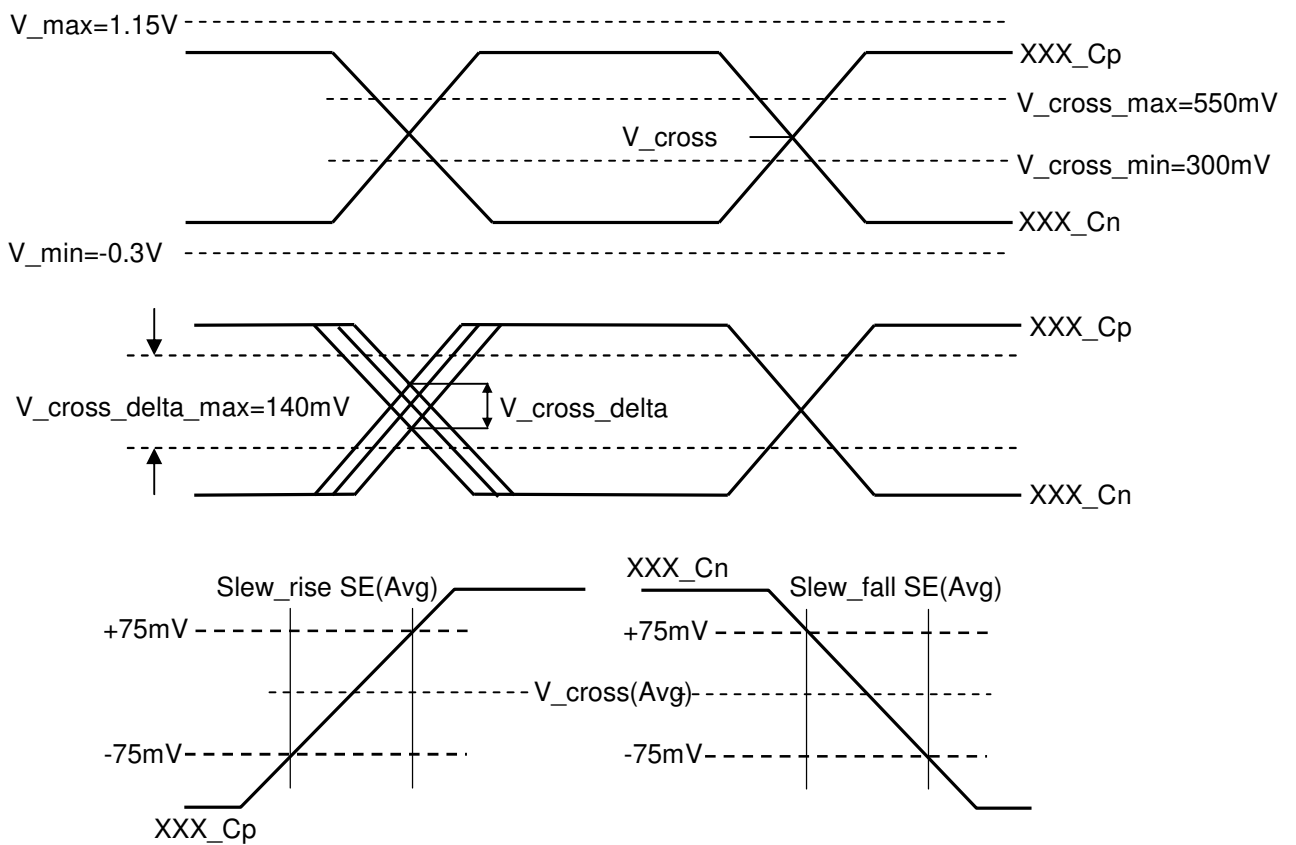 V_max=1.15V
XXX_Cp
V_cross_max=550mV
V_cross
V_cross_min=300mV
XXX_Cn
V_min=-0.3V
XXX_Cp
V_cross_delta_max=140mV
V_cross_delta
XXX_Cn
XXX_Cn
Slew_rise SE(Avg)
Slew_fall SE(Avg)
+75mV
+75mV
V_cross(Avg)
-75mV
-75mV
XXX_Cp